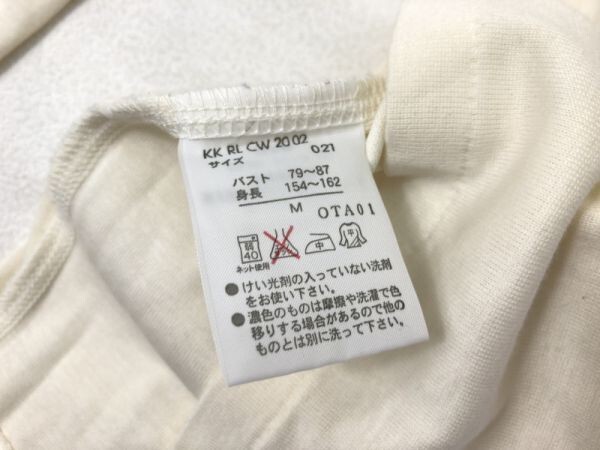 KK RL CW 20 02
サイズ 021
バスト 79～87
身長 154～162
M OTA01
弱
40
中
平
ネット使用
●けい光剤の入っていない洗剤
をお使い下さい。
●濃色のものは摩擦や洗濯で色
移りする場合があるので他の
ものとは別に洗って下さい。